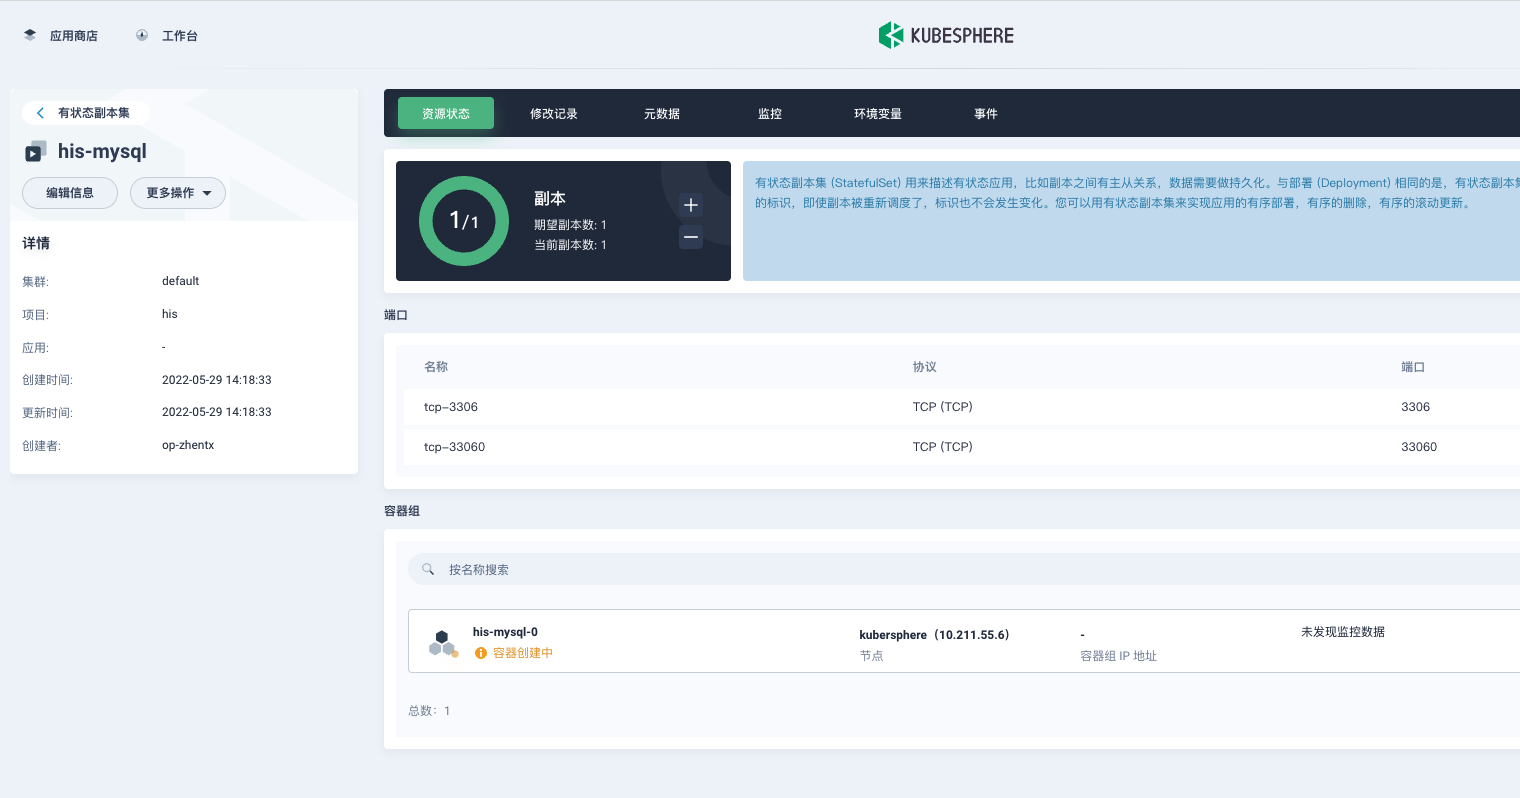 应用商店
工作台
KUBESPHERE
有状态副本集
his-mysql
编辑信息
更多操作
详情
集群: default
项目: his
应用: -
创建时间: 2022-05-29 14:18:33
更新时间: 2022-05-29 14:18:33
创建者: op-zhentx
资源状态 修改记录 元数据 监控 环境变量 事件
1/1
副本
期望副本数: 1
当前副本数: 1
有状态副本集 (StatefulSet) 用来描述有状态应用，比如副本之间有主从关系，数据需要做持久化。与部署 (Deployment) 相同的是，有状态副本集
的标识，即使副本被重新调度了，标识也不会发生变化。您可以用有状态副本集来实现应用的有序部署，有序的删除，有序的滚动更新。
端口
名称 协议 端口
tcp-3306 TCP (TCP) 3306
tcp-33060 TCP (TCP) 33060
容器组
按名称搜索
his-mysql-0
容器创建中
kubersphere（10.211.55.6）
节点
-
容器组 IP 地址
未发现监控数据
总数：1